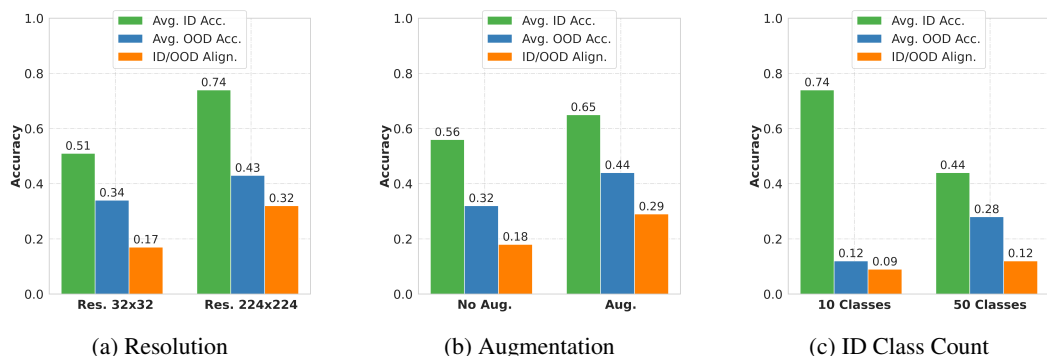 1.0
0.8
0.6
0.4
0.2
0.0
Accuracy
Avg. ID Acc.
Avg. OOD Acc.
ID/OOD Align.
0.51
0.34
0.17
0.74
0.43
0.32
Res. 32x32
Res. 224x224
(a) Resolution
1.0
0.8
0.6
0.4
0.2
0.0
Accuracy
Avg. ID Acc.
Avg. OOD Acc.
ID/OOD Align.
0.56
0.32
0.18
0.65
0.44
0.29
No Aug.
Aug.
(b) Augmentation
1.0
0.8
0.6
0.4
0.2
0.0
Accuracy
Avg. ID Acc.
Avg. OOD Acc.
ID/OOD Align.
0.74
0.12
0.09
0.44
0.28
0.12
10 Classes
50 Classes
(c) ID Class Count